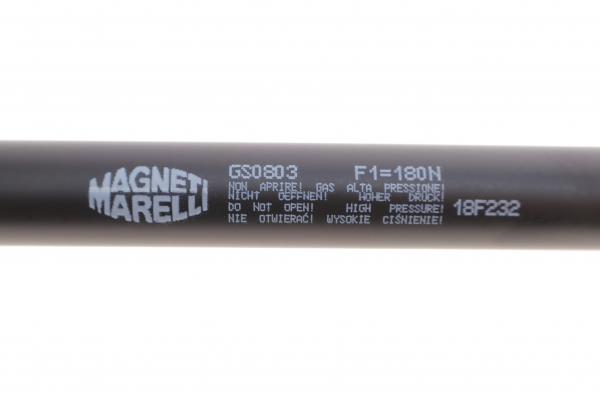 MAGNETI
MARELLI
GS0803 F1=180N
NON APRIRE! GAS ALTA PRESSIONE!
NICHT OEFFNEN! HOHER DRUCK!
DO NOT OPEN! HIGH PRESSURE!
NIE OTWIERAĆ! WYSOKIE CIŚNIENIE!
18F232